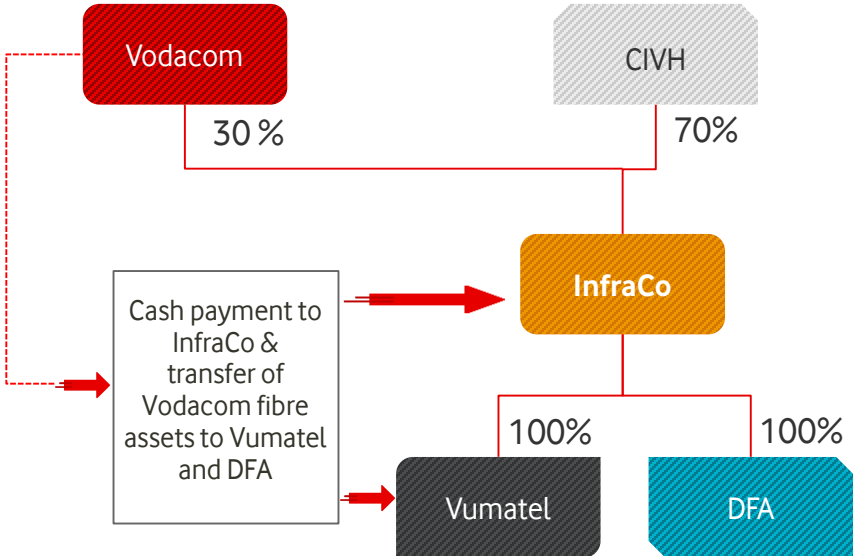 Vodacom
CIVH
30 %
70%
InfraCo
Cash payment to
InfraCo &
transfer of
Vodacom fibre
assets to Vumatel
and DFA
100%
100%
Vumatel
DFA